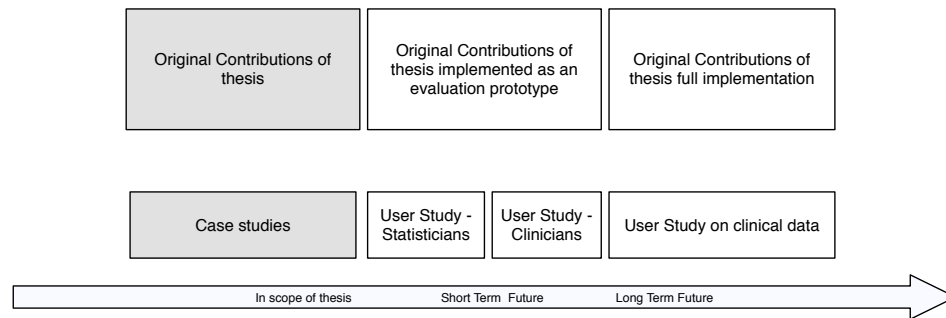 Original Contributions of
thesis
Original Contributions of
thesis implemented as an
evaluation prototype
Original Contributions of
thesis full implementation
Case studies
User Study -
Statisticians
User Study -
Clinicians
User Study on clinical data
In scope of thesis
Short Term Future
Long Term Future